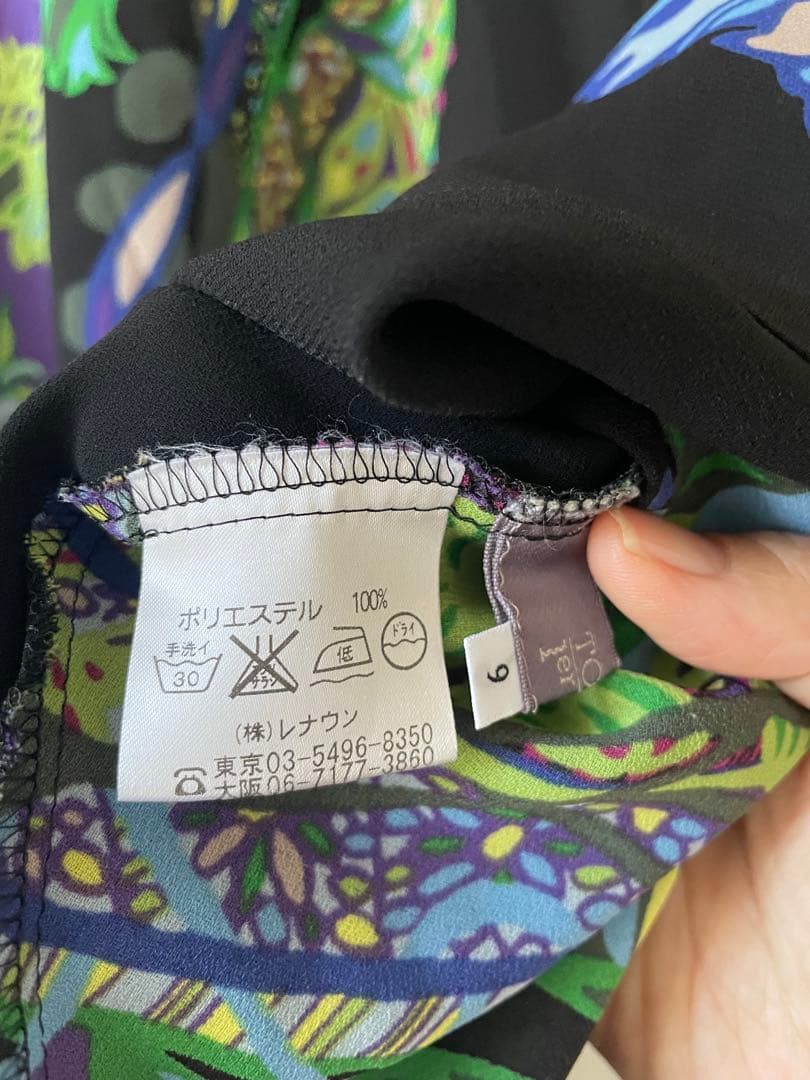 ポリエステル 100%
手洗イ
30
低
ドライ
(株)レナウン
東京03-5496-8350
大阪06-7177-3860
9